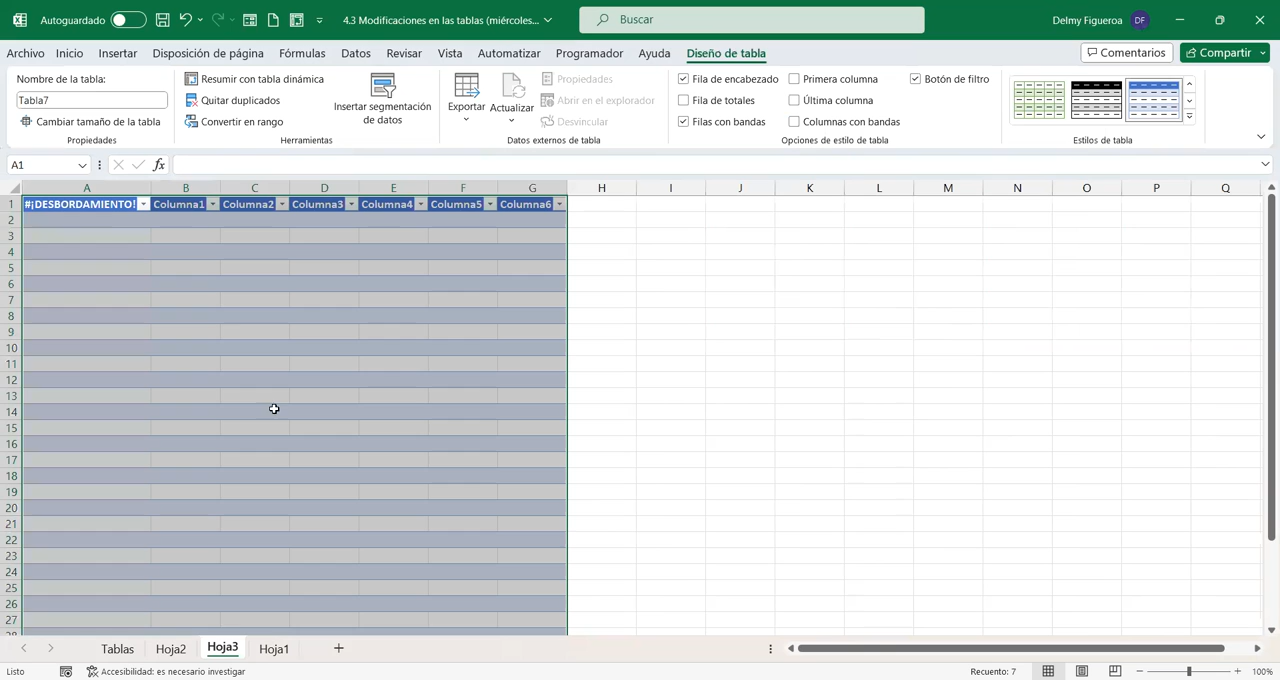 Autoguardado 4.3 Modificaciones en las tablas (miércoles... Buscar Delmy Figueroa DF
Archivo Inicio Insertar Disposición de página Fórmulas Datos Revisar Vista Automatizar Programador Ayuda Diseño de tabla Comentarios Compartir
Nombre de la tabla:
Tabla7
Cambiar tamaño de la tabla
Propiedades
Resumir con tabla dinámica
Quitar duplicados
Convertir en rango
Insertar segmentación
de datos
Herramientas
Exportar
Actualizar
Propiedades
Abrir en el explorador
Desvincular
Datos externos de tabla
Fila de encabezado Primera columna Botón de filtro
Fila de totales Última columna
Filas con bandas Columnas con bandas
Opciones de estilo de tabla
Estilos de tabla
A1 fx
A B C D E F G H I J K L M N O P Q
1 #¡DESBORDAMIENTO! Columna1 Columna2 Columna3 Columna4 Columna5 Columna6
2
3
4
5
6
7
8
9
10
11
12
13
14
15
16
17
18
19
20
21
22
23
24
25
26
27
28
Tablas Hoja2 Hoja3 Hoja1
Listo Accesibilidad: es necesario investigar Recuento: 7 100%